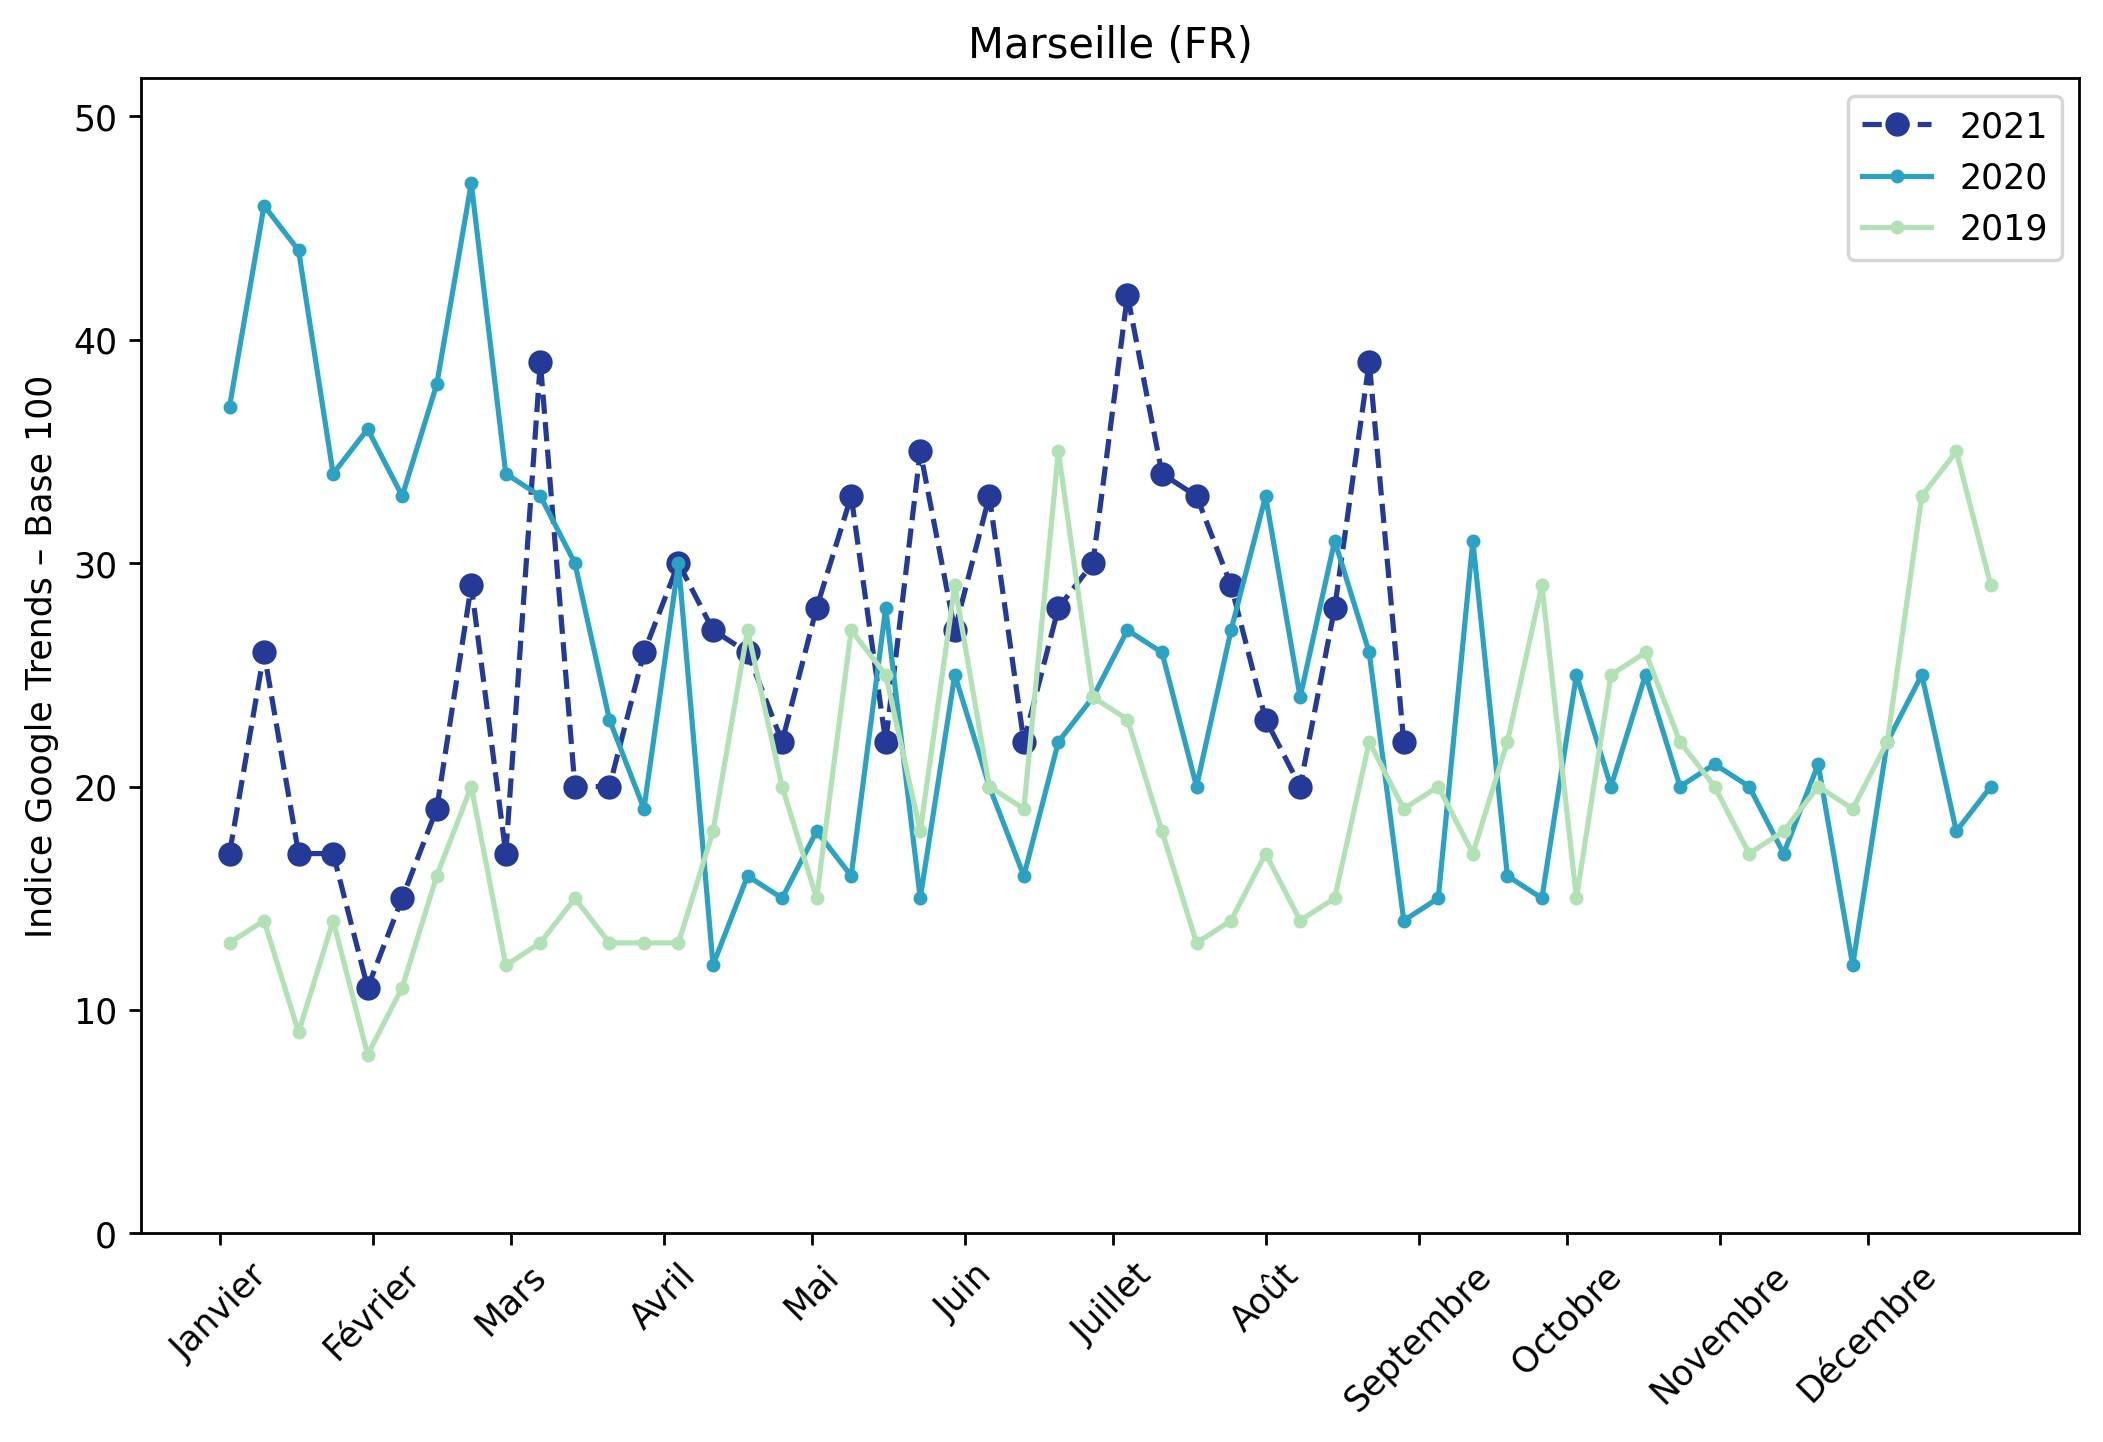 Marseille (FR)
50
40
30
20
10
0
Indice Google Trends – Base 100
2021
2020
2019
Janvier
Février
Mars
Avril
Mai
Juin
Juillet
Août
Septembre
Octobre
Novembre
Décembre